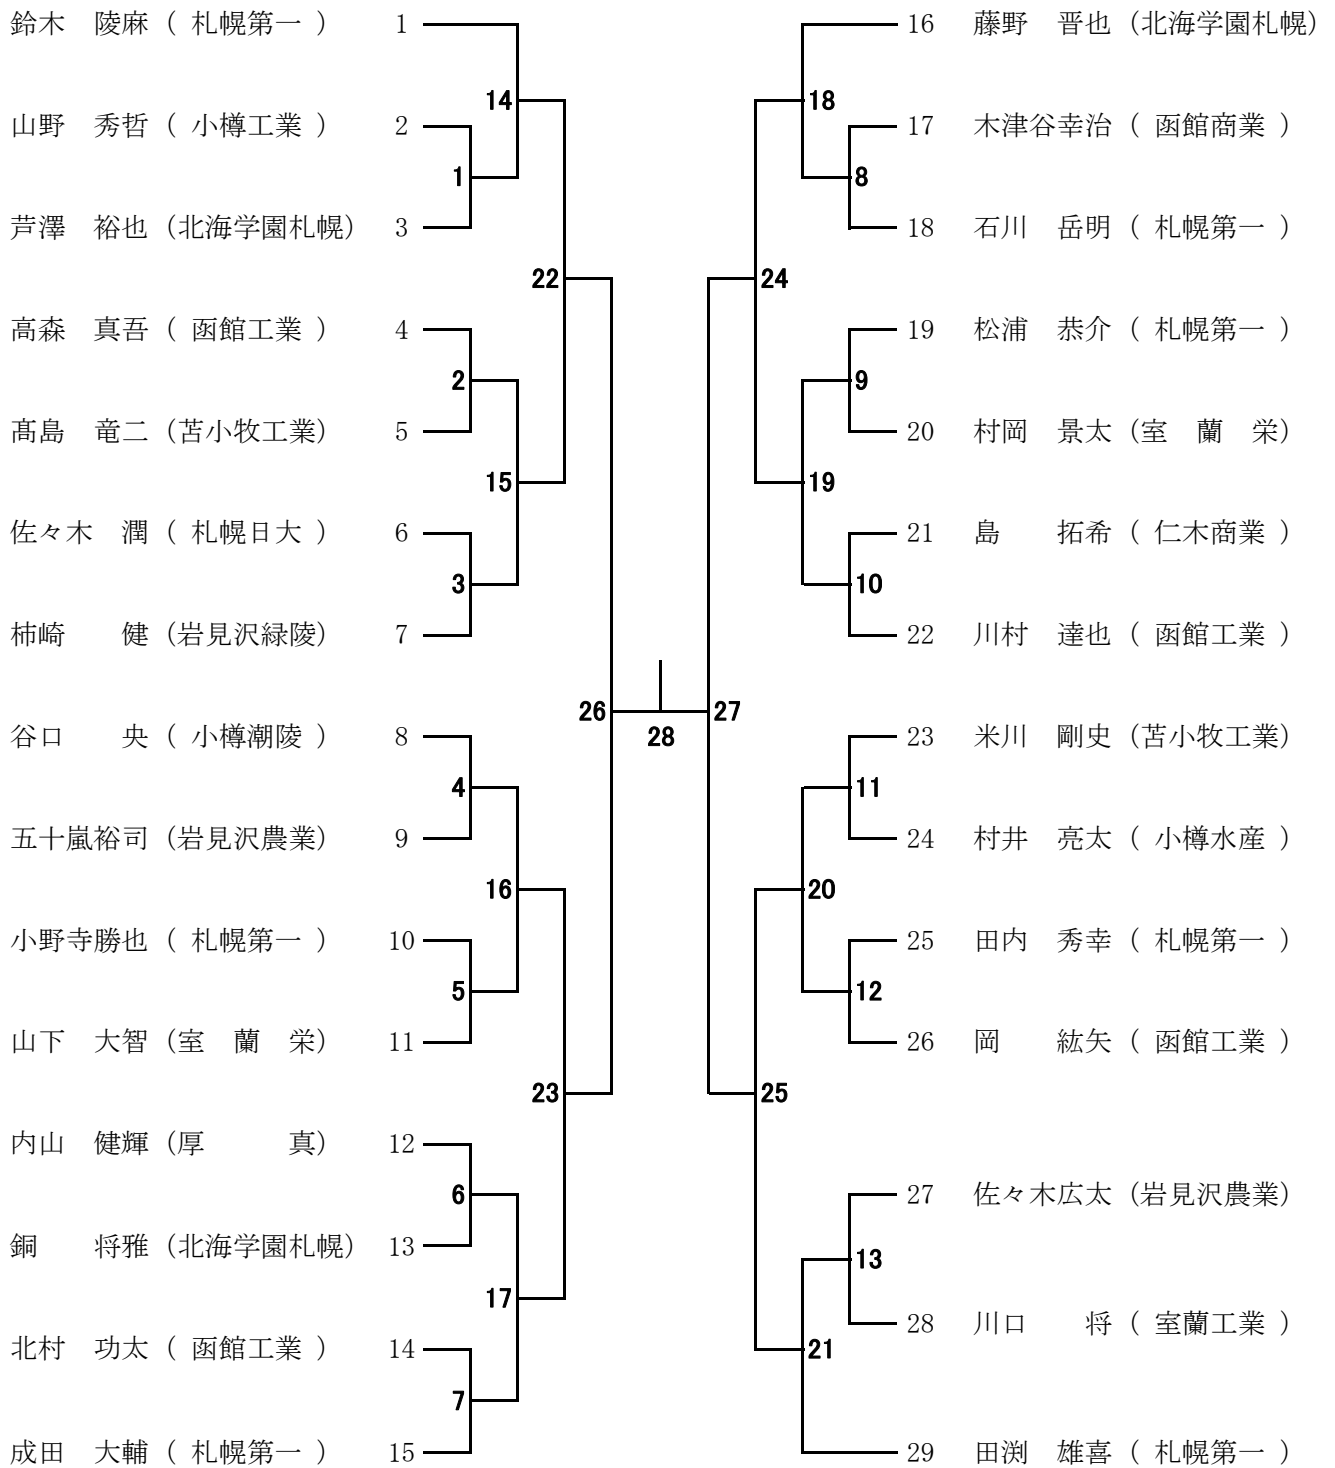 鈴木　陵麻 ( 札幌第一 ) 1
14
山野　秀哲 ( 小樽工業 ) 2
1
芦澤　裕也 (北海学園札幌) 3
22
高森　真吾 ( 函館工業 ) 4
2
髙島　竜二 (苫小牧工業) 5
15
佐々木　潤 ( 札幌日大 ) 6
3
柿崎　　健 (岩見沢緑陵) 7
26
谷口　　央 ( 小樽潮陵 ) 8
4
五十嵐裕司 (岩見沢農業) 9
16
小野寺勝也 ( 札幌第一 ) 10
5
山下　大智 (室　蘭　栄) 11
23
内山　健輝 (厚　　　真) 12
6
銅　　将雅 (北海学園札幌) 13
17
北村　功太 ( 函館工業 ) 14
7
成田　大輔 ( 札幌第一 ) 15
28
16 藤野　晋也 (北海学園札幌)
18
17 木津谷幸治 ( 函館商業 )
8
18 石川　岳明 ( 札幌第一 )
24
19 松浦　恭介 ( 札幌第一 )
9
20 村岡　景太 (室　蘭　栄)
19
21 島　　拓希 ( 仁木商業 )
10
22 川村　達也 ( 函館工業 )
27
23 米川　剛史 (苫小牧工業)
11
24 村井　亮太 ( 小樽水産 )
20
25 田内　秀幸 ( 札幌第一 )
12
26 岡　　紘矢 ( 函館工業 )
25
27 佐々木広太 (岩見沢農業)
13
28 川口　　将 ( 室蘭工業 )
21
29 田渕　雄喜 ( 札幌第一 )